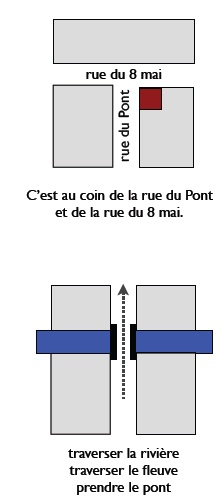 rue du 8 mai
rue du Pont
C'est au coin de la rue du Pont
et de la rue du 8 mai.
traverser la rivière
traverser le fleuve
prendre le pont